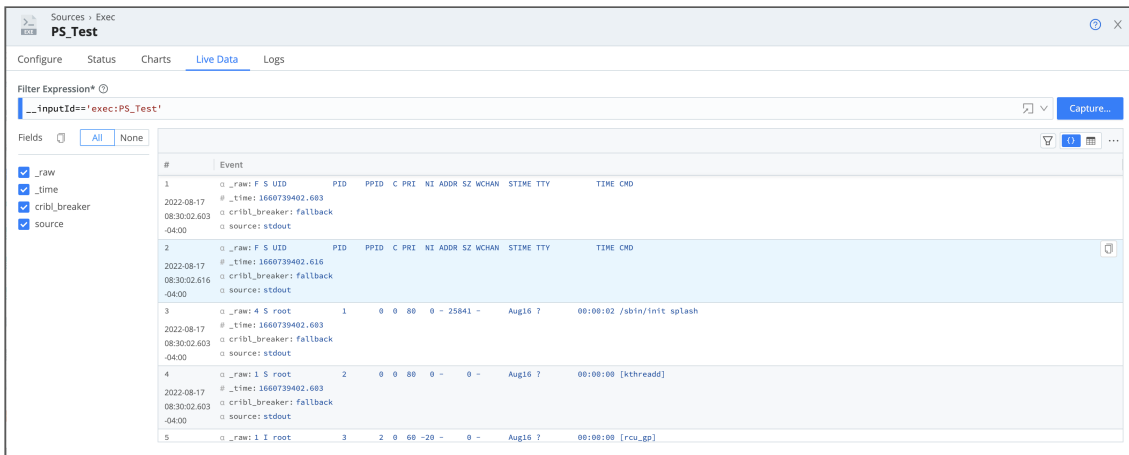 Sources › Exec
EXE
PS_Test
Configure Status Charts Live Data Logs
Filter Expression*
__inputId=='exec:PS_Test'
Capture...
Fields All None
_raw
_time
cribl_breaker
source
# Event
1 α _raw: F S UID PID PPID C PRI NI ADDR SZ WCHAN STIME TTY TIME CMD
2022-08-17 # _time: 1660739402.603
08:30:02.603 α cribl_breaker: fallback
-04:00 α source: stdout
2 α _raw: F S UID PID PPID C PRI NI ADDR SZ WCHAN STIME TTY TIME CMD
2022-08-17 # _time: 1660739402.616
08:30:02.616 α cribl_breaker: fallback
-04:00 α source: stdout
3 α _raw: 4 S root 1 0 0 80 0 - 25841 - Aug16 ? 00:00:02 /sbin/init splash
2022-08-17 # _time: 1660739402.603
08:30:02.603 α cribl_breaker: fallback
-04:00 α source: stdout
4 α _raw: 1 S root 2 0 0 80 0 - 0 - Aug16 ? 00:00:00 [kthreadd]
2022-08-17 # _time: 1660739402.603
08:30:02.603 α cribl_breaker: fallback
-04:00 α source: stdout
5 α _raw: 1 I root 3 2 0 60 -20 - 0 - Aug16 ? 00:00:00 [rcu_gp]